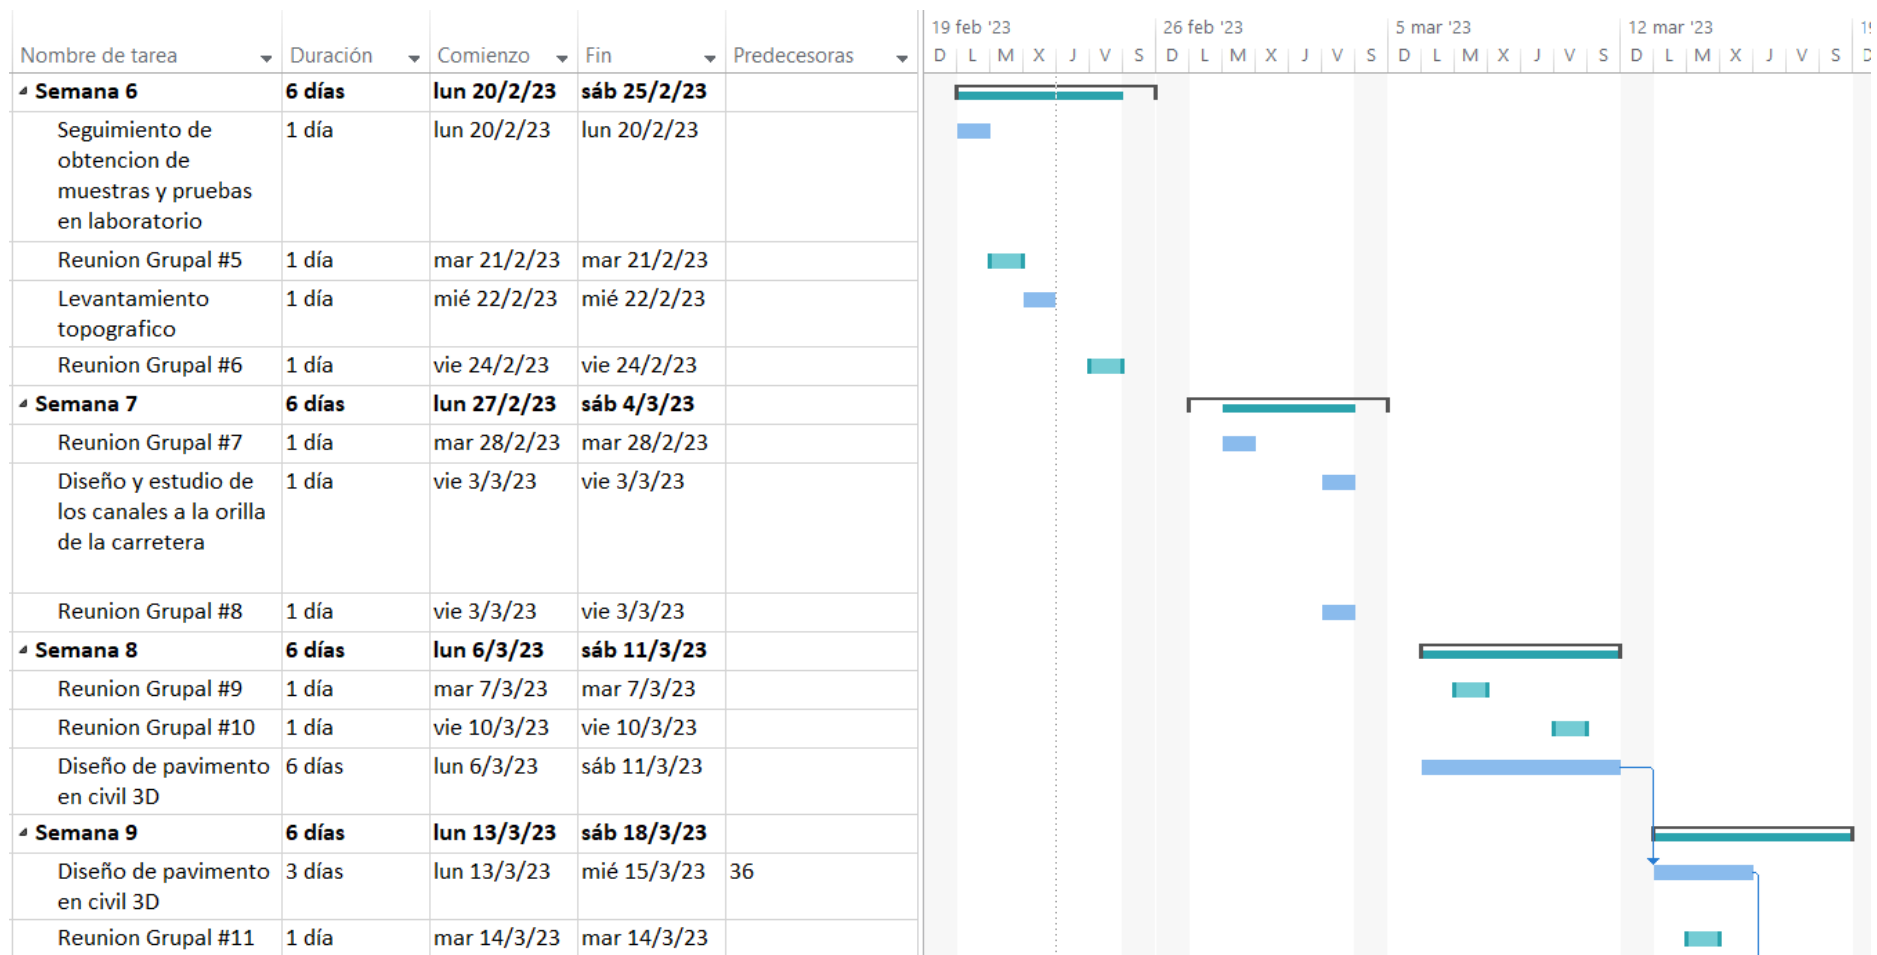 19 feb '23 26 feb '23 5 mar '23 12 mar '23 19
Nombre de tarea Duración Comienzo Fin Predecesoras D L M X J V S D L M X J V S D L M X J V S D L M X J V S D
Semana 6 6 días lun 20/2/23 sáb 25/2/23
Seguimiento de 1 día lun 20/2/23 lun 20/2/23
obtencion de
muestras y pruebas
en laboratorio
Reunion Grupal #5 1 día mar 21/2/23 mar 21/2/23
Levantamiento 1 día mié 22/2/23 mié 22/2/23
topografico
Reunion Grupal #6 1 día vie 24/2/23 vie 24/2/23
Semana 7 6 días lun 27/2/23 sáb 4/3/23
Reunion Grupal #7 1 día mar 28/2/23 mar 28/2/23
Diseño y estudio de 1 día vie 3/3/23 vie 3/3/23
los canales a la orilla
de la carretera
Reunion Grupal #8 1 día vie 3/3/23 vie 3/3/23
Semana 8 6 días lun 6/3/23 sáb 11/3/23
Reunion Grupal #9 1 día mar 7/3/23 mar 7/3/23
Reunion Grupal #10 1 día vie 10/3/23 vie 10/3/23
Diseño de pavimento 6 días lun 6/3/23 sáb 11/3/23
en civil 3D
Semana 9 6 días lun 13/3/23 sáb 18/3/23
Diseño de pavimento 3 días lun 13/3/23 mié 15/3/23 36
en civil 3D
Reunion Grupal #11 1 día mar 14/3/23 mar 14/3/23